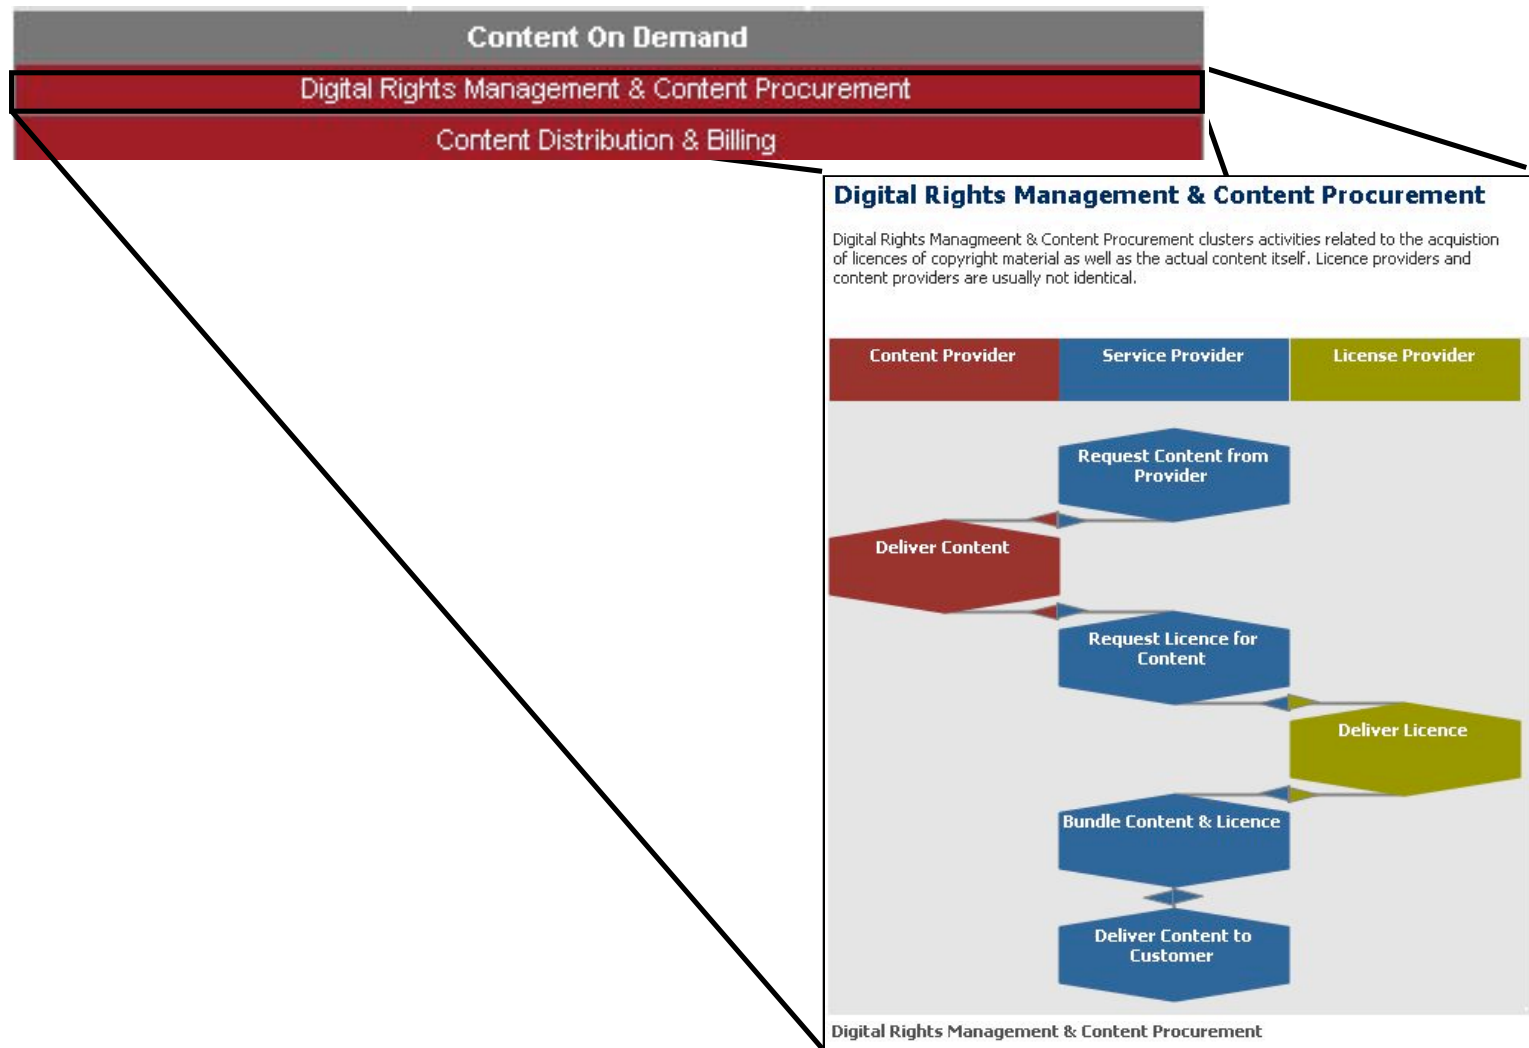 Content On Demand
Digital Rights Management & Content Procurement
Content Distribution & Billing
Digital Rights Management & Content Procurement
Digital Rights Managmeent & Content Procurement clusters activities related to the acquistion
of licences of copyright material as well as the actual content itself. Licence providers and
content providers are usually not identical.
Content Provider
Service Provider
License Provider
Request Content from
Provider
Deliver Content
Request Licence for
Content
Deliver Licence
Bundle Content & Licence
Deliver Content to
Customer
Digital Rights Management & Content Procurement